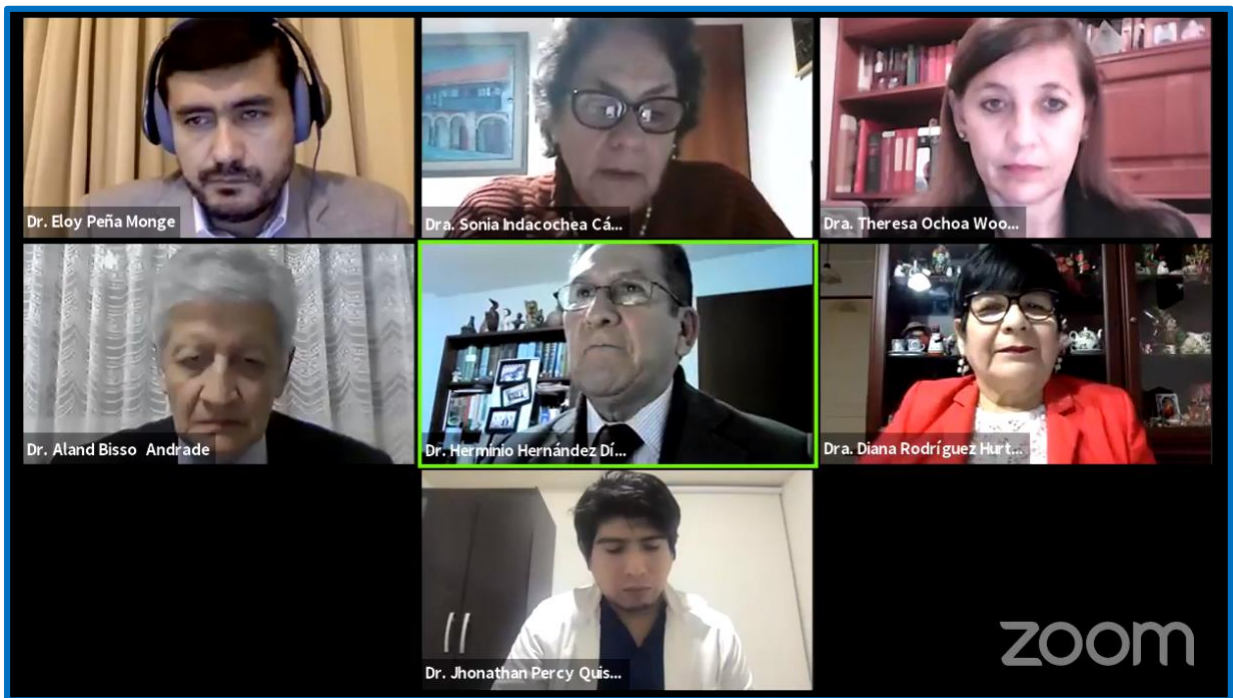 Dr. Eloy Peña Monge
Dra. Sonia Indacochea Cá...
Dra. Theresa Ochoa Woo...
Dr. Aland Bisso Andrade
Dr. Herminio Hernández Dí...
Dra. Diana Rodríguez Hurt...
Dr. Jhonathan Percy Quis...
zoom